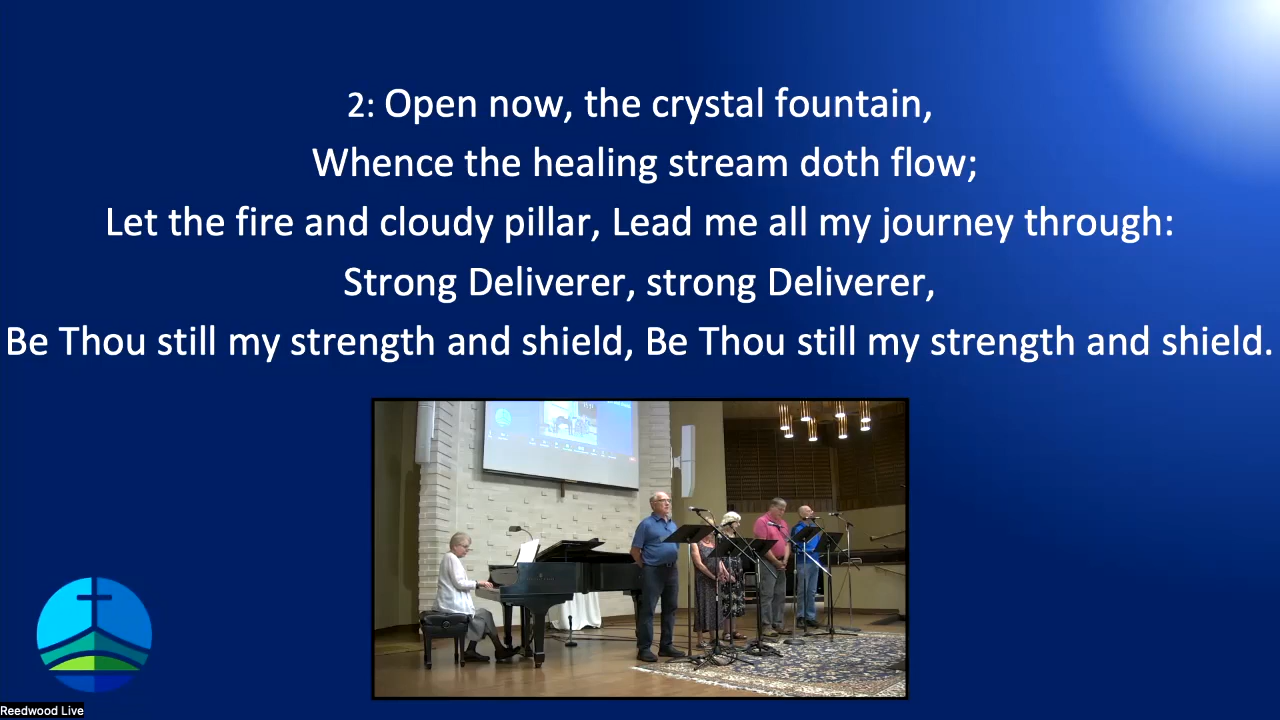 2: Open now, the crystal fountain,
Whence the healing stream doth flow;
Let the fire and cloudy pillar, Lead me all my journey through:
Strong Deliverer, strong Deliverer,
Be Thou still my strength and shield, Be Thou still my strength and shield.
Reedwood Live